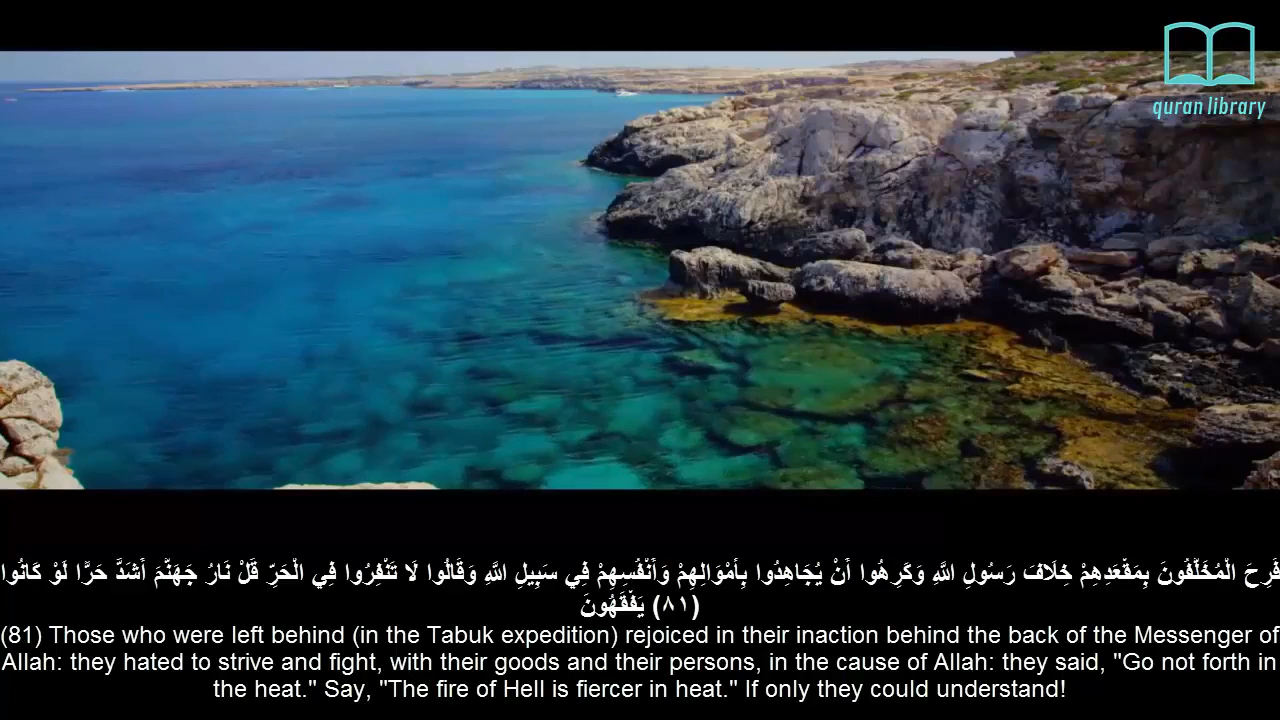 quran library
فَرِحَ الْمُخَلَّفُونَ بِمَقْعَدِهِمْ خِلَافَ رَسُولِ اللَّهِ وَكَرِهُوا أَنْ يُجَاهِدُوا بِأَمْوَالِهِمْ وَأَنْفُسِهِمْ فِي سَبِيلِ اللَّهِ وَقَالُوا لَا تَنْفِرُوا فِي الْحَرِّ قُلْ نَارُ جَهَنَّمَ أَشَدُّ حَرًّا لَوْ كَانُوا
يَفْقَهُونَ (٨١)
(81) Those who were left behind (in the Tabuk expedition) rejoiced in their inaction behind the back of the Messenger of
Allah: they hated to strive and fight, with their goods and their persons, in the cause of Allah: they said, "Go not forth in
the heat." Say, "The fire of Hell is fiercer in heat." If only they could understand!